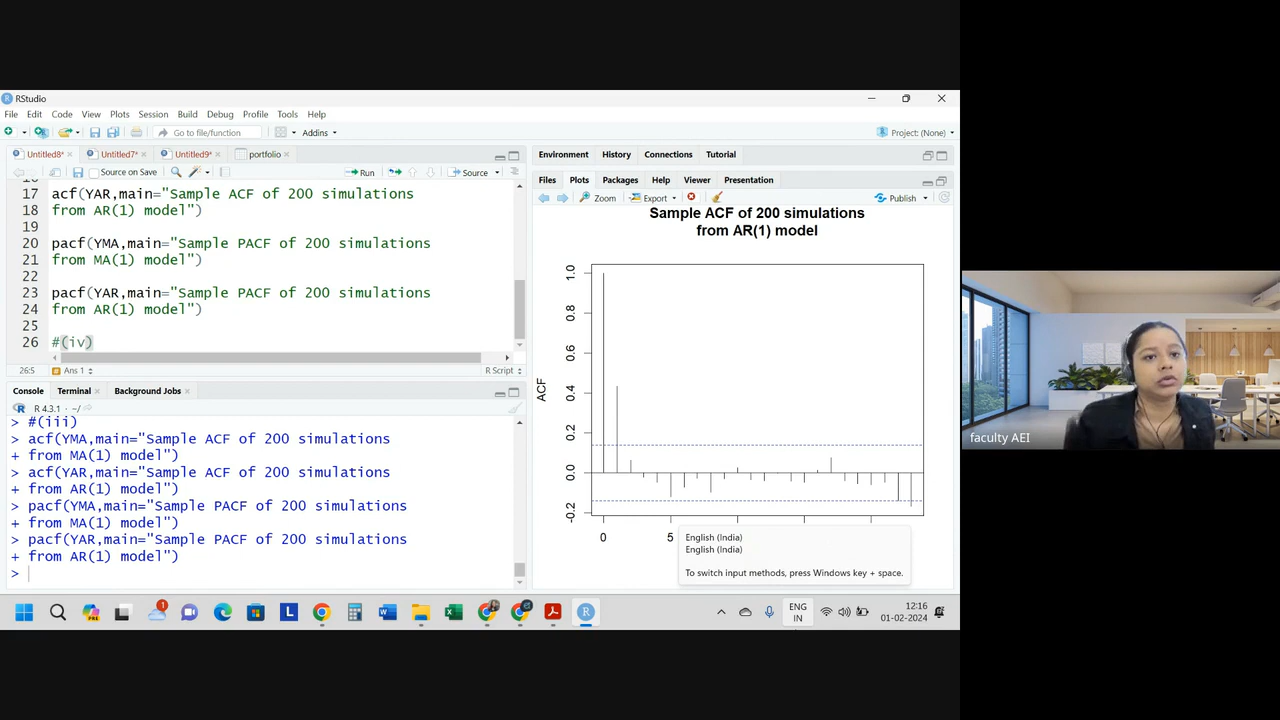 RStudio
File Edit Code View Plots Session Build Debug Profile Tools Help
Go to file/function Addins Project: (None)
Untitled8* Untitled7* Untitled9* portfolio
Source on Save Run Source
17 acf(YAR,main="Sample ACF of 200 simulations
18 from AR(1) model")
19
20 pacf(YMA,main="Sample PACF of 200 simulations
21 from MA(1) model")
22
23 pacf(YAR,main="Sample PACF of 200 simulations
24 from AR(1) model")
25
26 #(iv)
26:5 Ans 1 R Script
Console Terminal Background Jobs
R 4.3.1 · ~/
> #(iii)
> acf(YMA,main="Sample ACF of 200 simulations
+ from MA(1) model")
> acf(YAR,main="Sample ACF of 200 simulations
+ from AR(1) model")
> pacf(YMA,main="Sample PACF of 200 simulations
+ from MA(1) model")
> pacf(YAR,main="Sample PACF of 200 simulations
+ from AR(1) model")
>
Environment History Connections Tutorial
Files Plots Packages Help Viewer Presentation
Zoom Export Publish
Sample ACF of 200 simulations
from AR(1) model
1.0
0.8
0.6
0.4
0.2
0.0
-0.2
ACF
0 5
English (India)
English (India)
To switch input methods, press Windows key + space.
faculty AEI
1
PRE
L
ENG
IN
12:16
01-02-2024